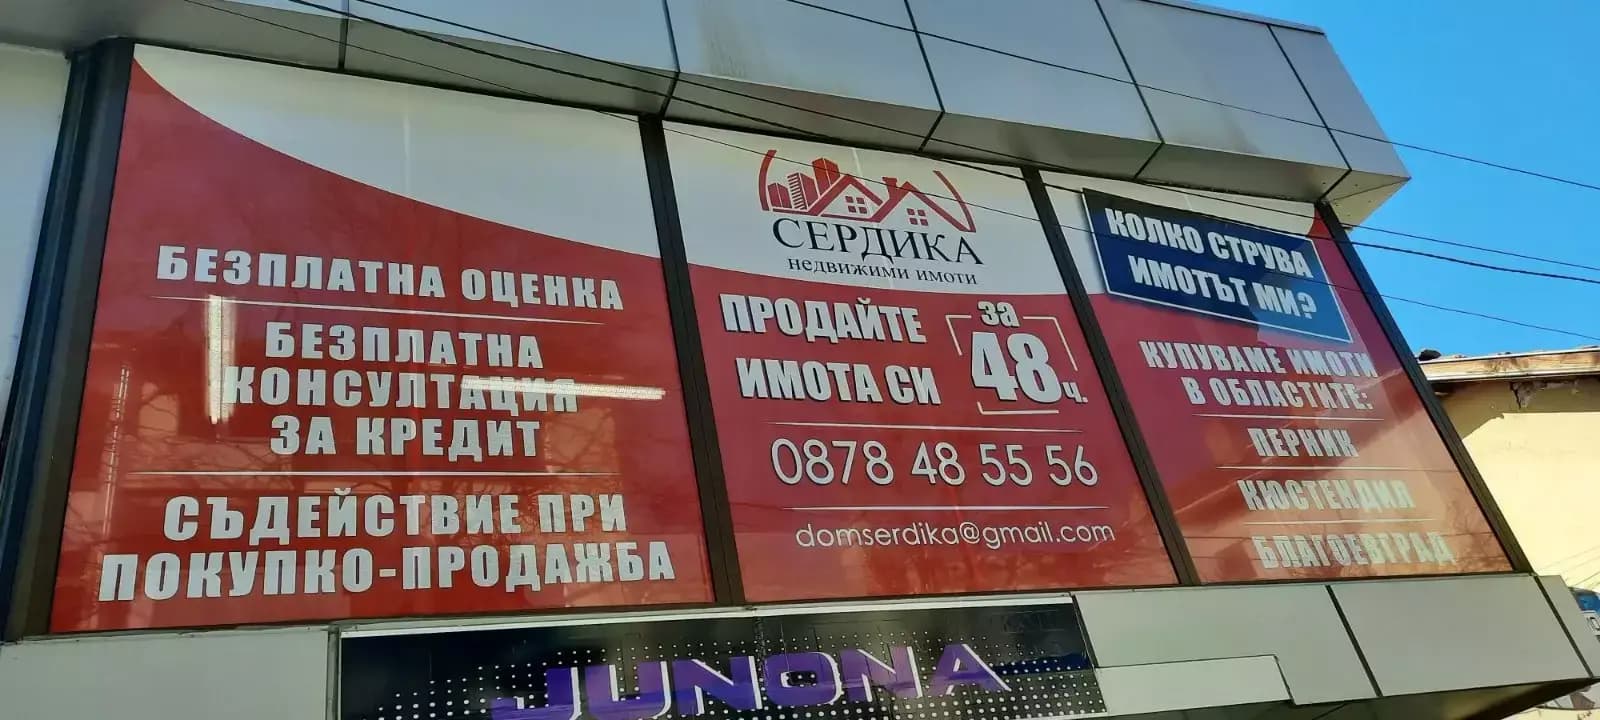 БЕЗПЛАТНА ОЦЕНКА
БЕЗПЛАТНА
КОНСУЛТАЦИЯ
ЗА КРЕДИТ
СЪДЕЙСТВИЕ ПРИ
ПОКУПКО-ПРОДАЖБА
СЕРДИКА
НЕДВИЖИМИ ИМОТИ
ПРОДАЙТЕ
ИМОТА СИ
за
48ч.
0878 48 55 56
domserdika@gmail.com
КОЛКО СТРУВА
ИМОТЪТ МИ?
КУПУВАМЕ ИМОТИ
В ОБЛАСТИТЕ:
ПЕРНИК
КЮСТЕНДИЛ
БЛАГОЕВГРАД
JUNONA